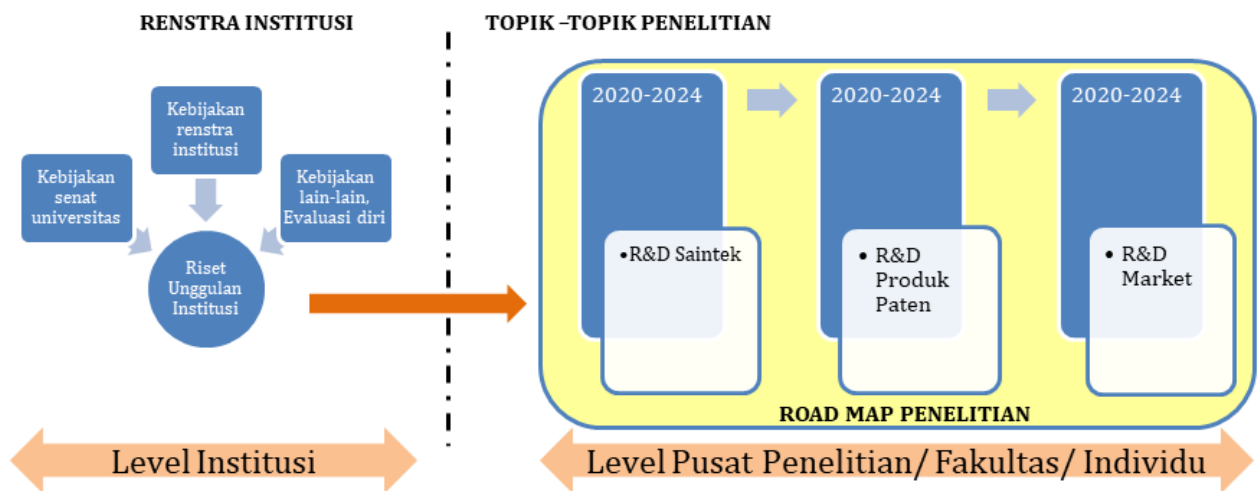 RENSTRA INSTITUSI
TOPIK –TOPIK PENELITIAN
Kebijakan
renstra
institusi
Kebijakan
senat
universitas
Kebijakan
lain-lain,
Evaluasi diri
Riset
Unggulan
Institusi
2020-2024
•R&D Saintek
2020-2024
• R&D
Produk
Paten
2020-2024
• R&D
Market
ROAD MAP PENELITIAN
Level Institusi
Level Pusat Penelitian/ Fakultas/ Individu